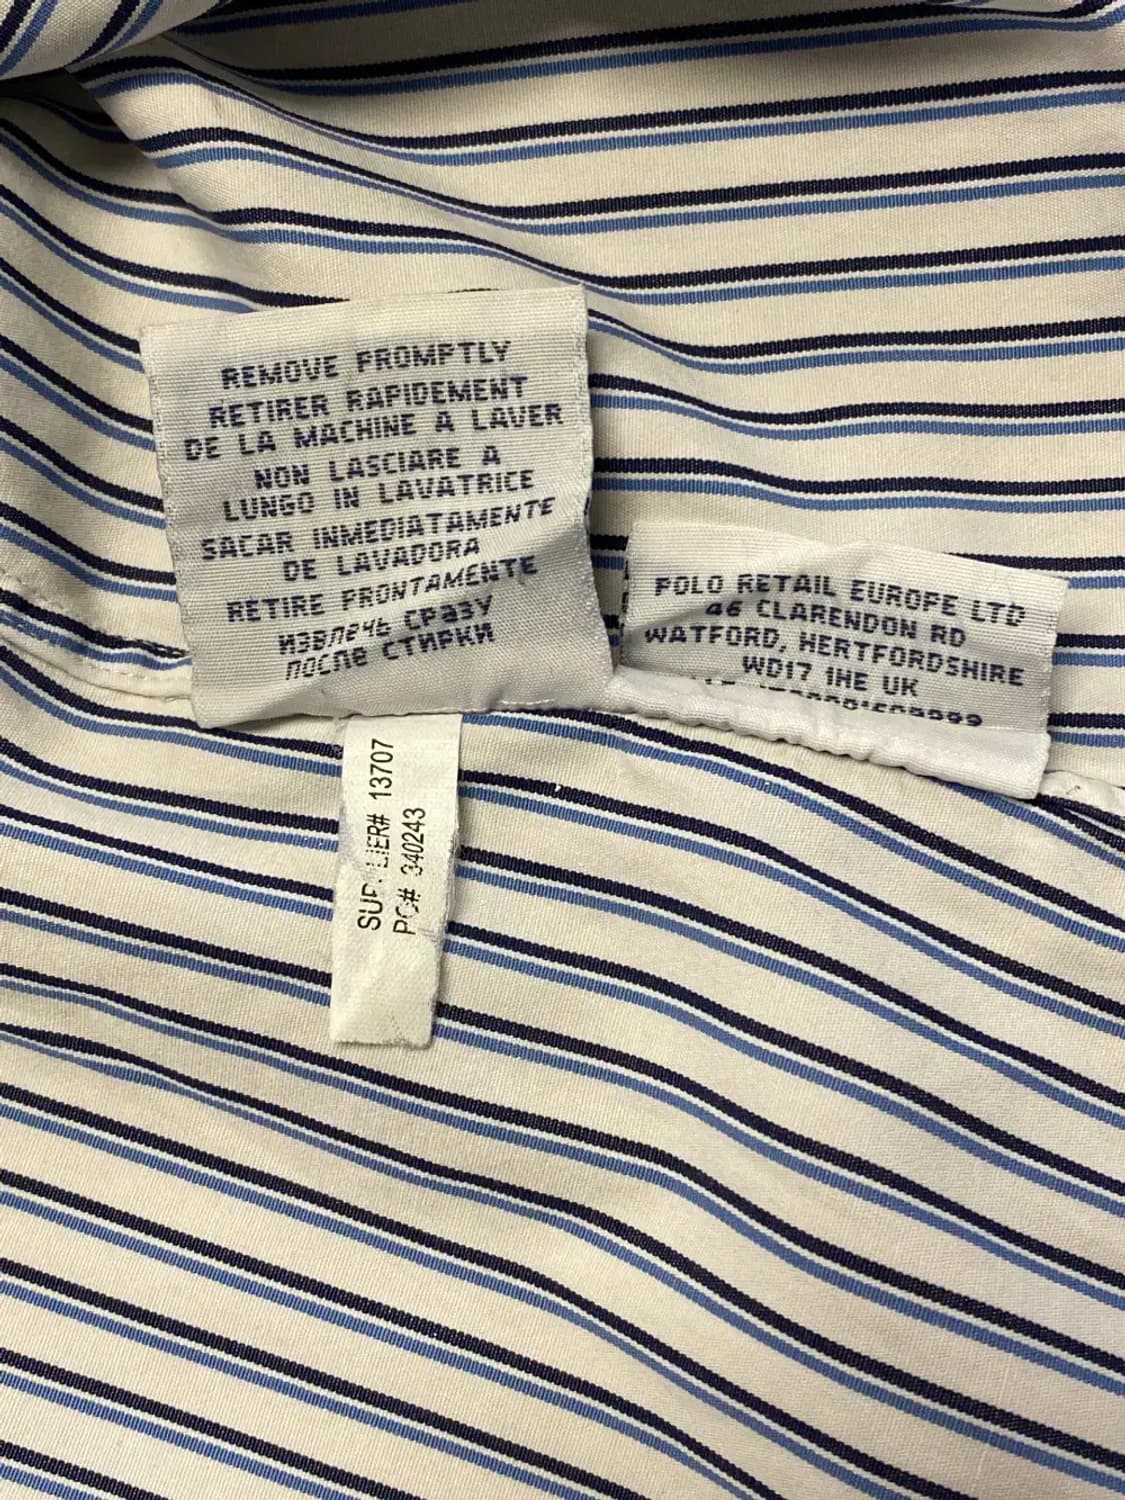 REMOVE PROMPTLY
RETIRER RAPIDEMENT
DE LA MACHINE A LAVER
NON LASCIARE A
LUNGO IN LAVATRICE
SACAR INMEDIATAMENTE
DE LAVADORA
RETIRE PRONTAMENTE
ИЗВЛЕЧЬ СРАЗУ
ПОСЛЕ СТИРКИ
POLO RETAIL EUROPE LTD
46 CLARENDON RD
WATFORD, HERTFORDSHIRE
WD17 1HE UK
SUPPLIER# 13707
PO# 340243